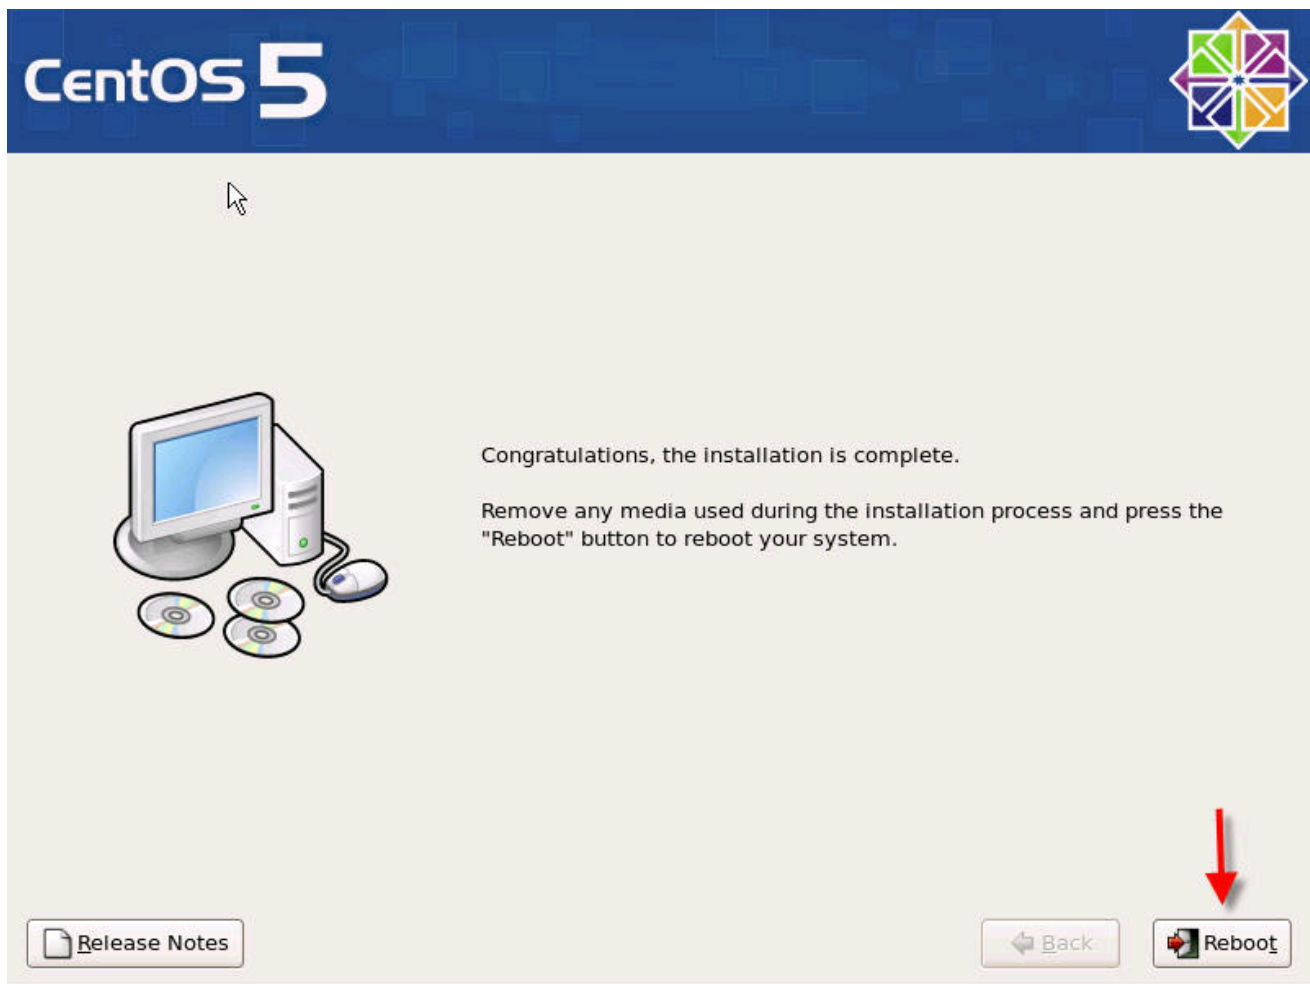 CentOS 5
Congratulations, the installation is complete.
Remove any media used during the installation process and press the
"Reboot" button to reboot your system.
Release Notes
Back
Reboot